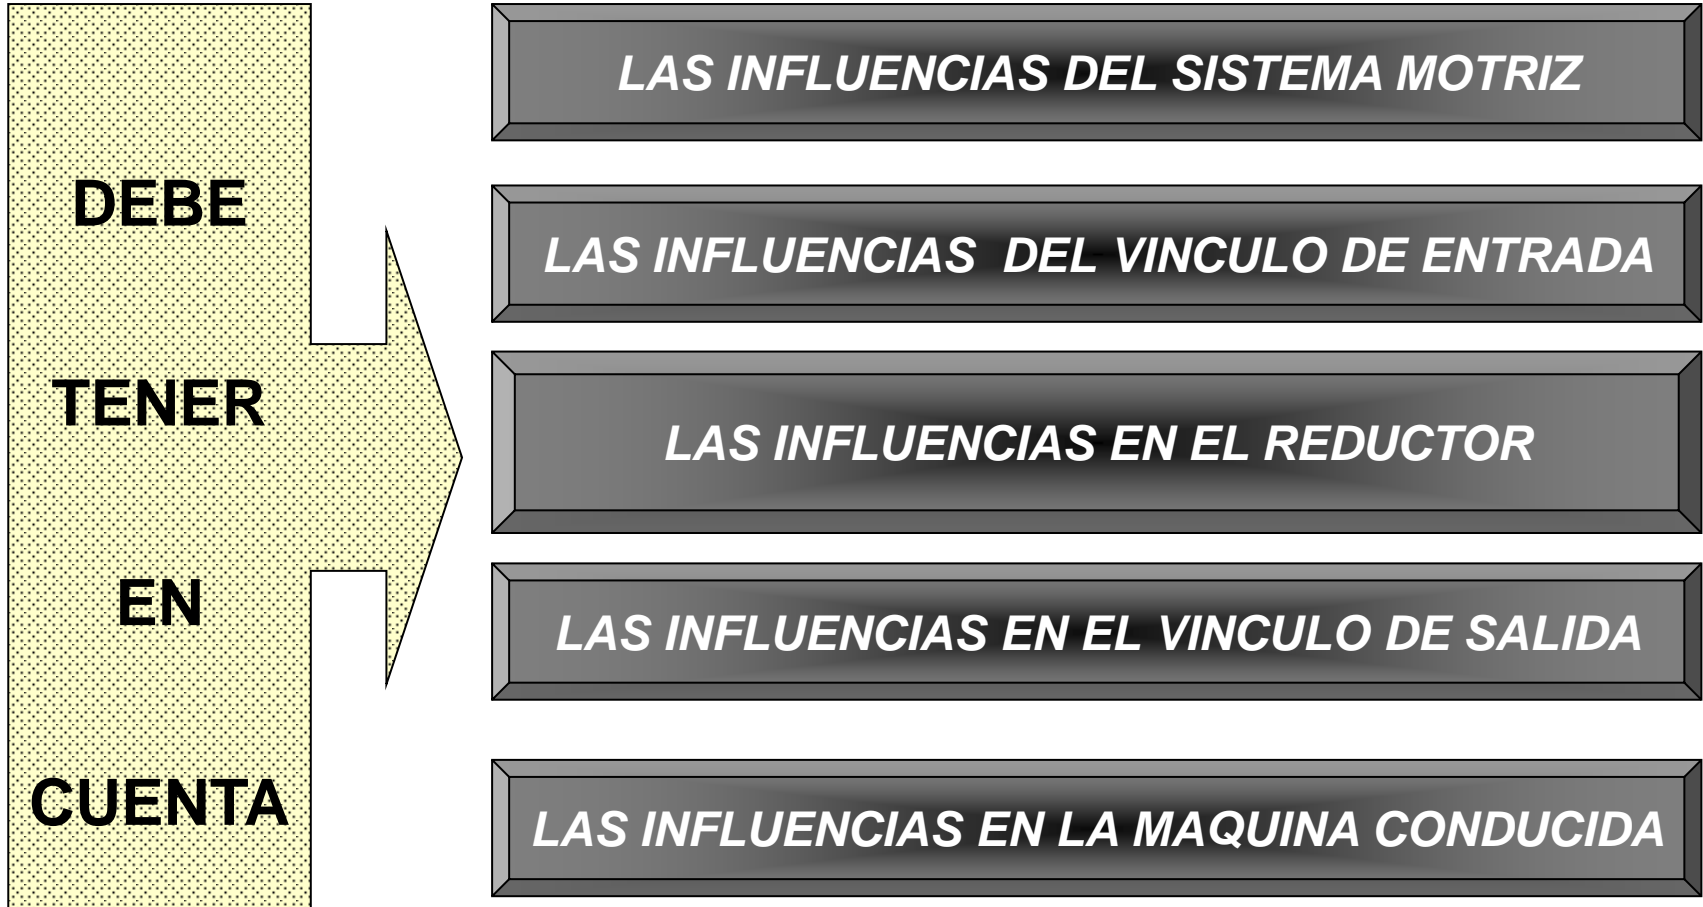 DEBE
TENER
EN
CUENTA
LAS INFLUENCIAS DEL SISTEMA MOTRIZ
LAS INFLUENCIAS  DEL VINCULO DE ENTRADA
LAS INFLUENCIAS EN EL REDUCTOR
LAS INFLUENCIAS EN EL VINCULO DE SALIDA
LAS INFLUENCIAS EN LA MAQUINA CONDUCIDA